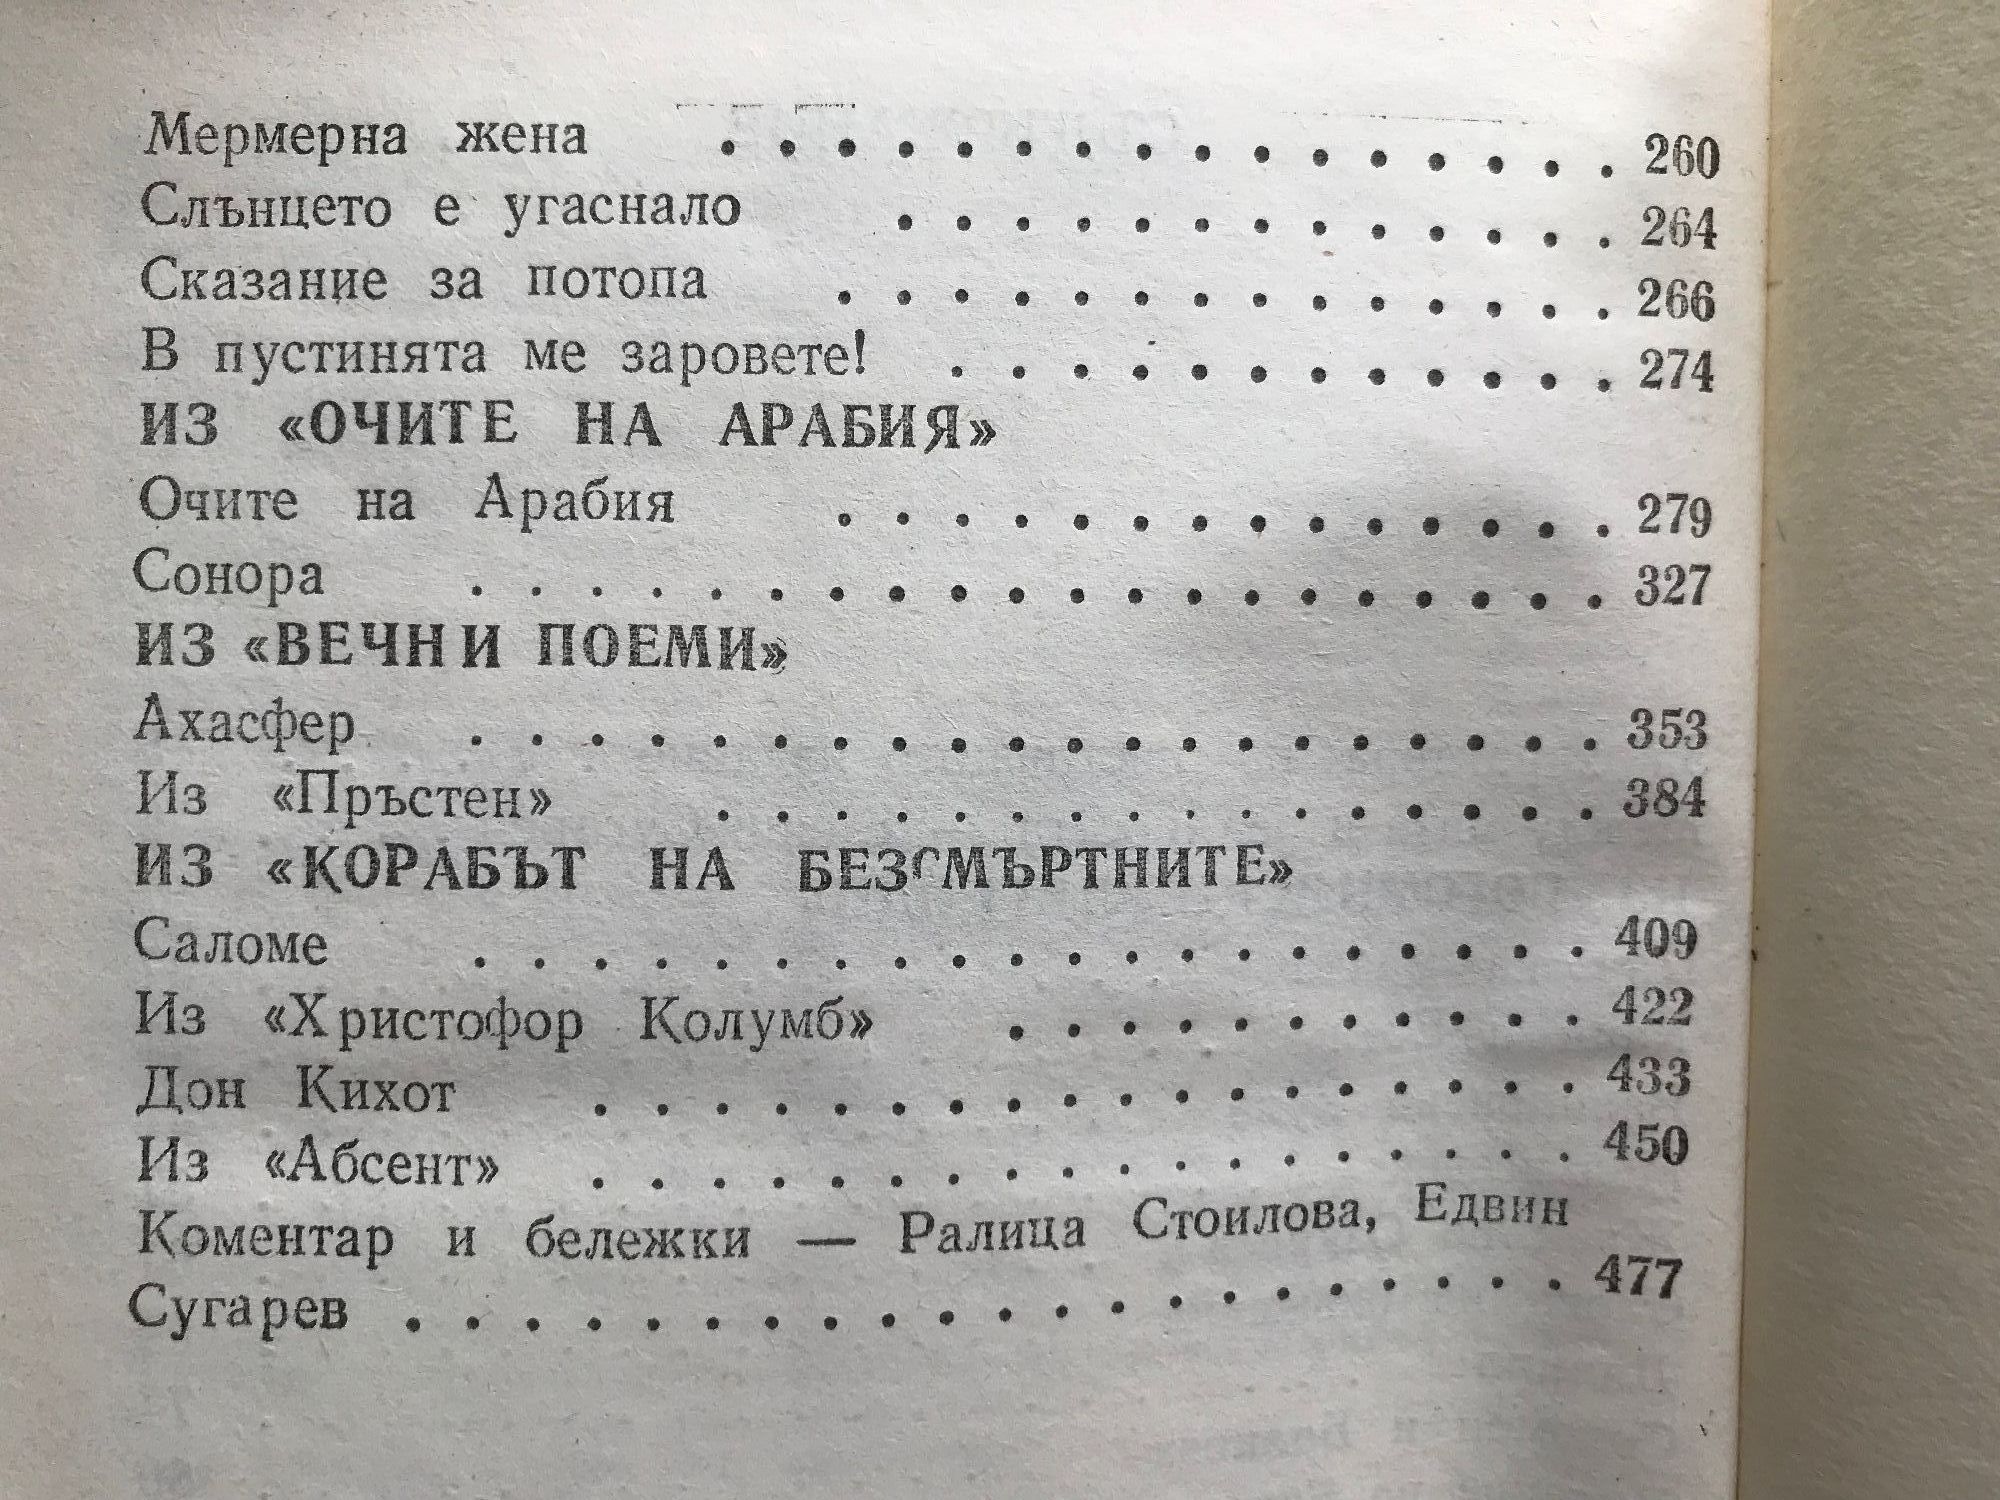 Мермерна жена . . . . . . . . . . . . . . . . 260
Слънцето е угаснало . . . . . . . . . . . . . 264
Сказание за потопа . . . . . . . . . . . . . . 266
В пустинята ме заровете! . . . . . . . . . . . . 274
ИЗ «ОЧИТЕ НА АРАБИЯ»
Очите на Арабия . . . . . . . . . . . . . . 279
Сонора . . . . . . . . . . . . . . . . . . . . 327
ИЗ «ВЕЧНИ ПОЕМИ»
Ахасфер . . . . . . . . . . . . . . . . . . . . 353
Из «Пръстен» . . . . . . . . . . . . . . . . 384
ИЗ «КОРАБЪТ НА БЕЗСМЪРТНИТЕ»
Саломе . . . . . . . . . . . . . . . . . . . . 409
Из «Христофор Колумб» . . . . . . . . . . . 422
Дон Кихот . . . . . . . . . . . . . . . . . . 433
Из «Абсент» . . . . . . . . . . . . . . . . . . 450
Коментар и бележки — Ралица Стоилова, Едвин
Сугарев . . . . . . . . . . . . . . . . . . . . . 477